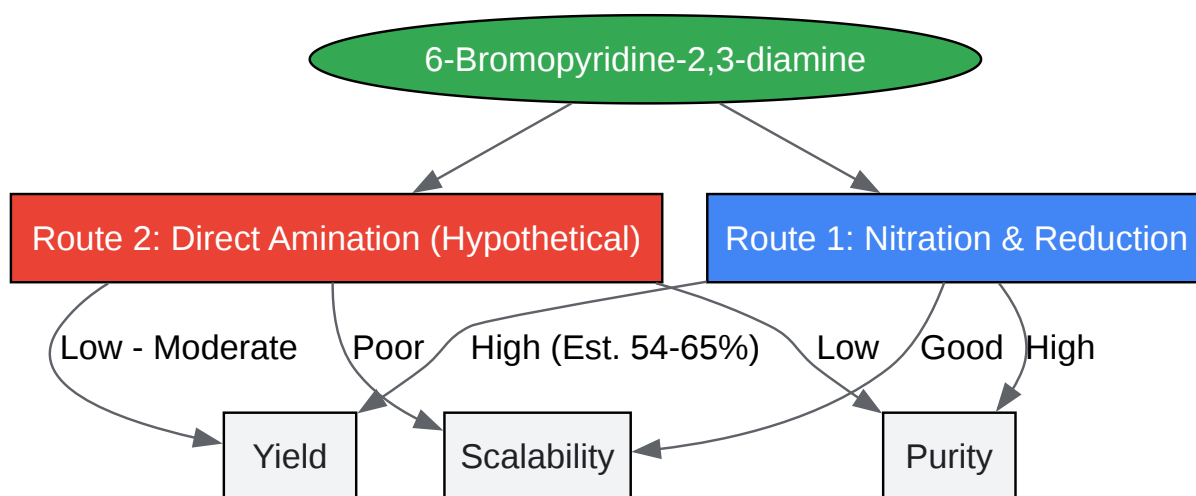 6-Bromopyridine-2,3-diamine
Route 2: Direct Amination (Hypothetical)
Route 1: Nitration & Reduction
Low - Moderate
Poor
High (Est. 54-65%)
Low
Good
High
Yield
Scalability
Purity